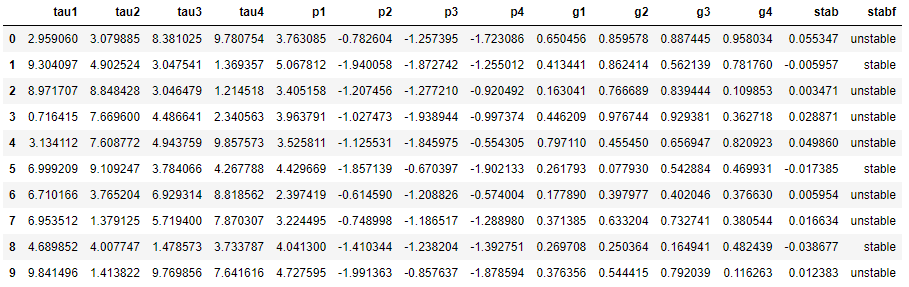 tau1 tau2 tau3 tau4 p1 p2 p3 p4 g1 g2 g3 g4 stab stabf
0 2.959060 3.079885 8.381025 9.780754 3.763085 -0.782604 -1.257395 -1.723086 0.650456 0.859578 0.887445 0.958034 0.055347 unstable
1 9.304097 4.902524 3.047541 1.369357 5.067812 -1.940058 -1.872742 -1.255012 0.413441 0.862414 0.562139 0.781760 -0.005957 stable
2 8.971707 8.848428 3.046479 1.214518 3.405158 -1.207456 -1.277210 -0.920492 0.163041 0.766689 0.839444 0.109853 0.003471 unstable
3 0.716415 7.669600 4.486641 2.340563 3.963791 -1.027473 -1.938944 -0.997374 0.446209 0.976744 0.929381 0.362718 0.028871 unstable
4 3.134112 7.608772 4.943759 9.857573 3.525811 -1.125531 -1.845975 -0.554305 0.797110 0.455450 0.656947 0.820923 0.049860 unstable
5 6.999209 9.109247 3.784066 4.267788 4.429669 -1.857139 -0.670397 -1.902133 0.261793 0.077930 0.542884 0.469931 -0.017385 stable
6 6.710166 3.765204 6.929314 8.818562 2.397419 -0.614590 -1.208826 -0.574004 0.177890 0.397977 0.402046 0.376630 0.005954 unstable
7 6.953512 1.379125 5.719400 7.870307 3.224495 -0.748998 -1.186517 -1.288980 0.371385 0.633204 0.732741 0.380544 0.016634 unstable
8 4.689852 4.007747 1.478573 3.733787 4.041300 -1.410344 -1.238204 -1.392751 0.269708 0.250364 0.164941 0.482439 -0.038677 stable
9 9.841496 1.413822 9.769856 7.641616 4.727595 -1.991363 -0.857637 -1.878594 0.376356 0.544415 0.792039 0.116263 0.012383 unstable